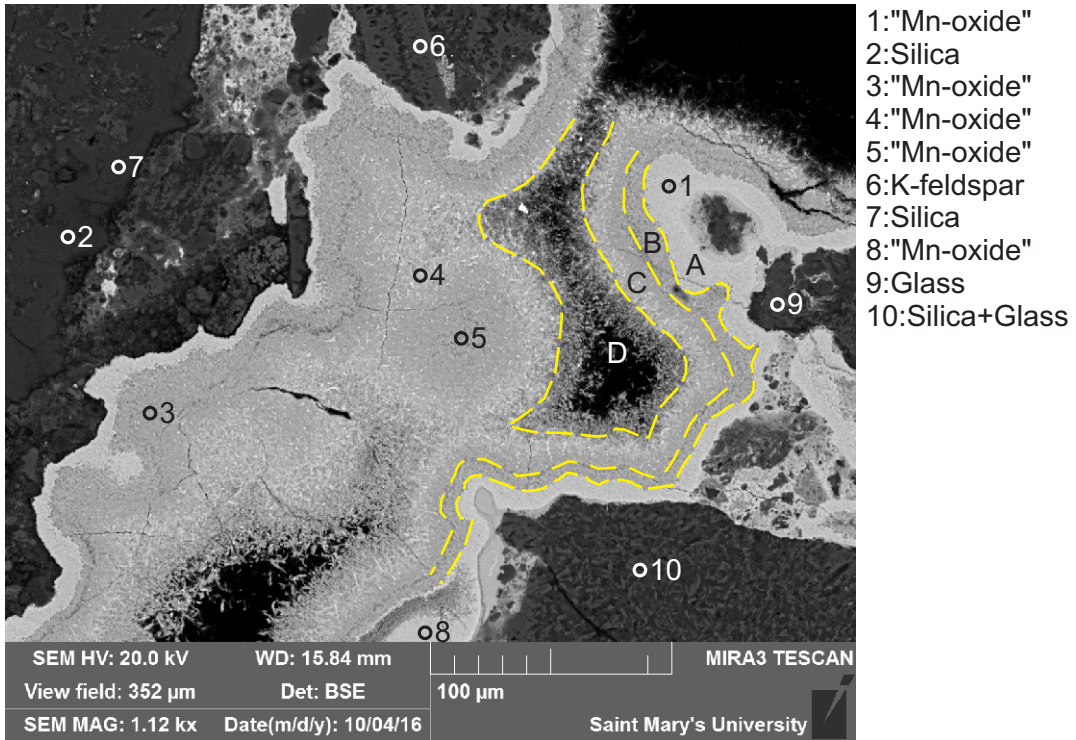 1:"Mn-oxide"
2:Silica
3:"Mn-oxide"
4:"Mn-oxide"
5:"Mn-oxide"
6:K-feldspar
7:Silica
8:"Mn-oxide"
9:Glass
10:Silica+Glass
6
7
1
2
B
A
4
C
9
5
D
3
10
8
SEM HV: 20.0 kV WD: 15.84 mm MIRA3 TESCAN
View field: 352 µm Det: BSE 100 µm
SEM MAG: 1.12 kx Date(m/d/y): 10/04/16 Saint Mary's University